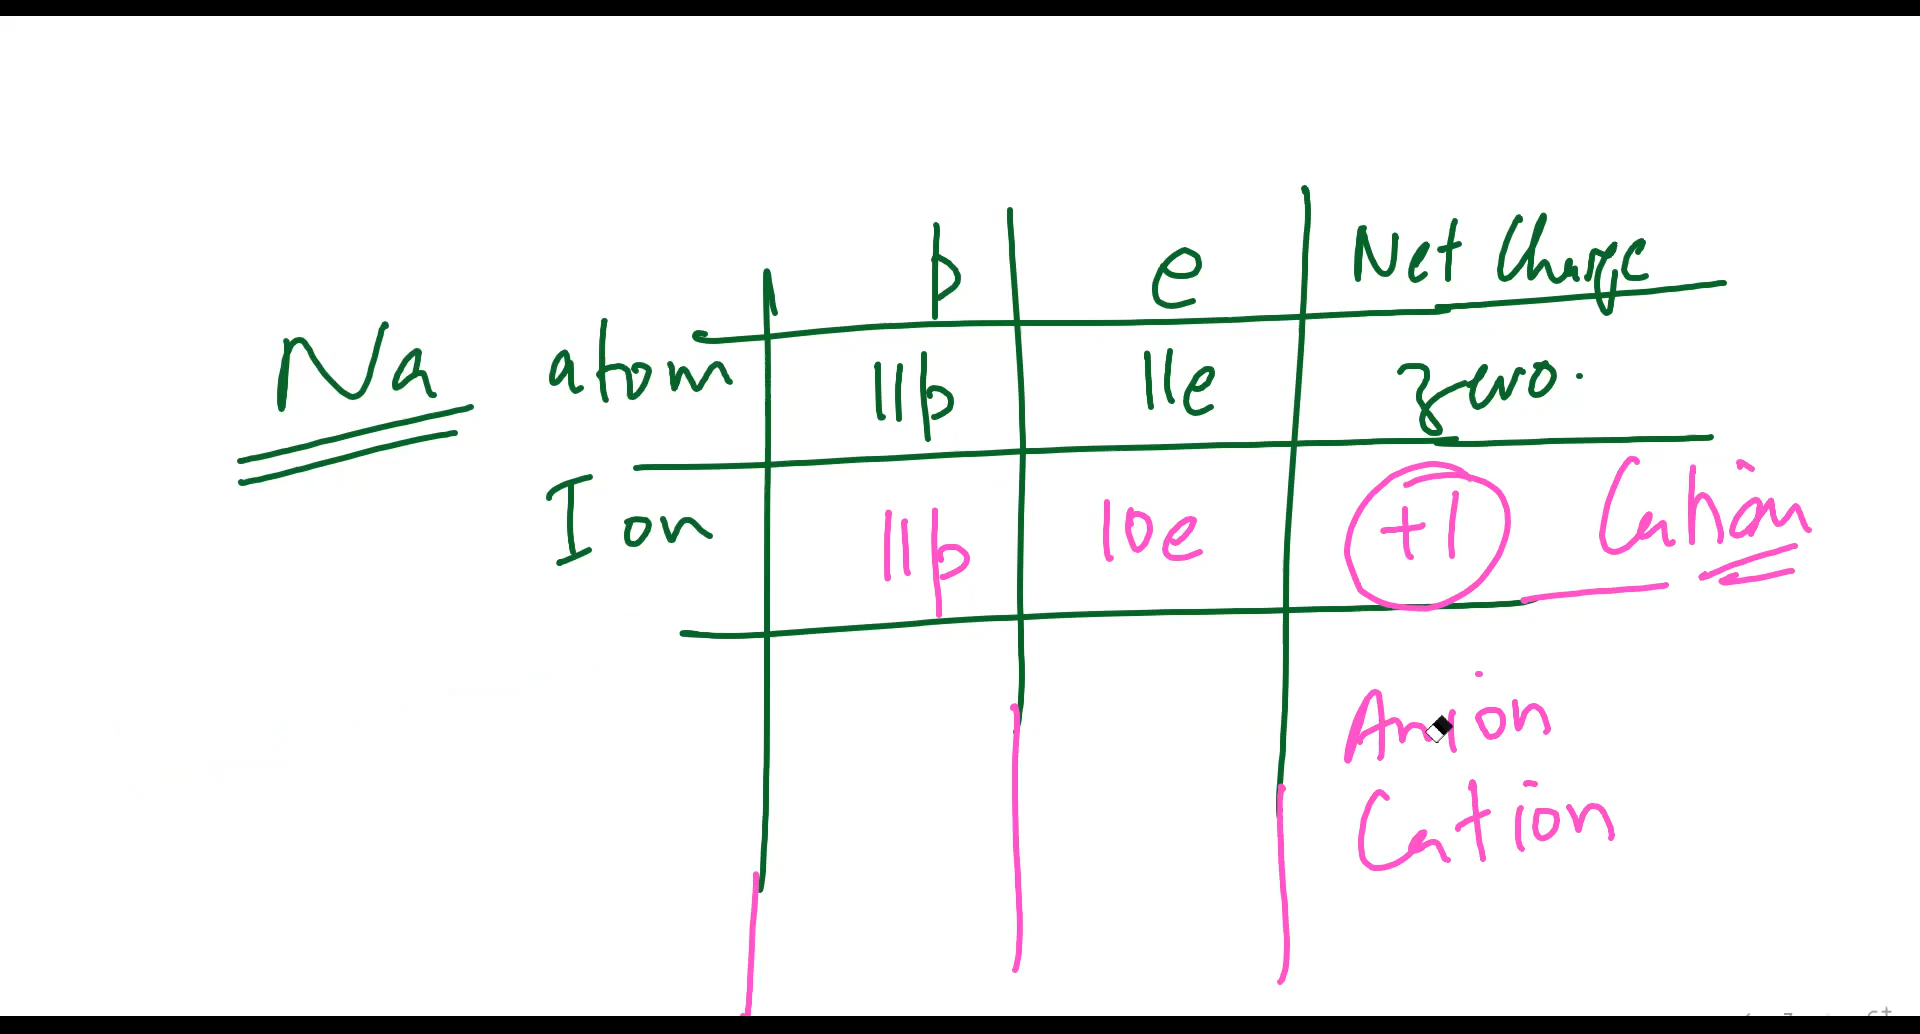 p e Net Charge
Na atom 11p 11e zero.
Ion 11p 10e +1 Cation
Anion
Cation